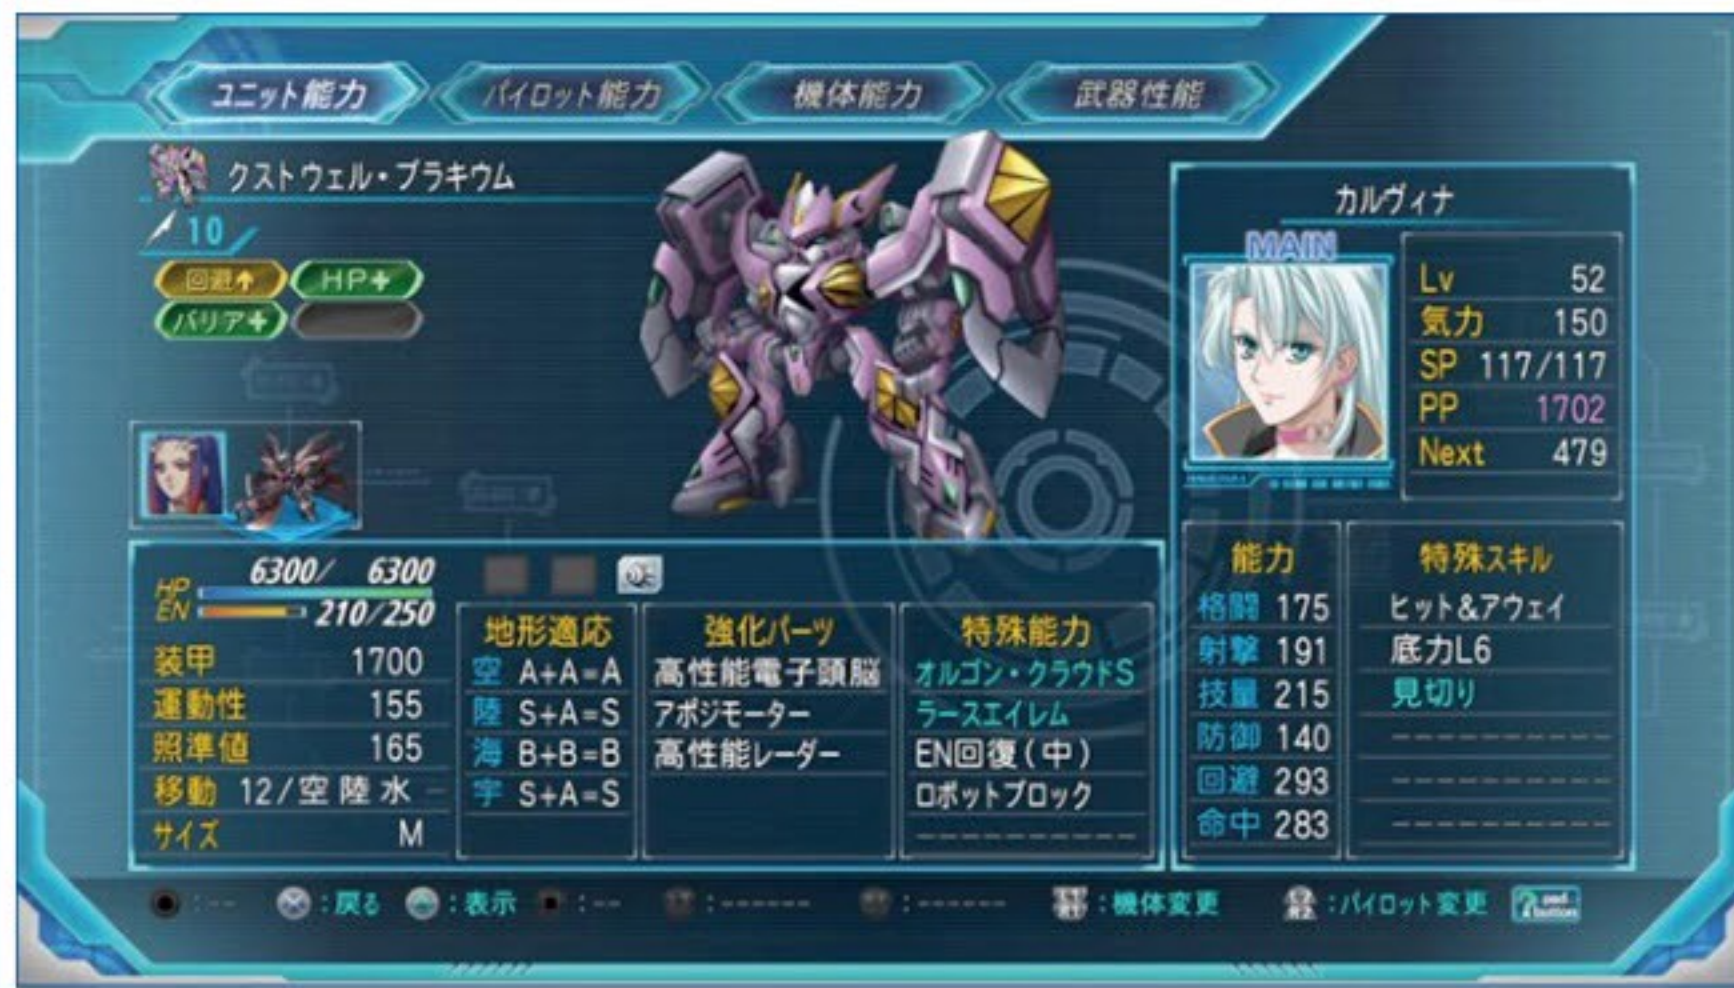 ユニット能力
パイロット能力
機体能力
武器性能
クストウェル・ブラキウム
10
回避↑
HP+
バリア+
カルヴィナ
MAIN
Lv 52
気力 150
SP 117/117
PP 1702
Next 479
HP 6300/ 6300
EN 210/250
装甲 1700
運動性 155
照準値 165
移動 12/空陸水-
サイズ M
地形適応
空 A+A=A
陸 S+A=S
海 B+B=B
宇 S+A=S
強化パーツ
高性能電子頭脳
アポジモーター
高性能レーダー
特殊能力
オルゴン・クラウドS
ラースエイレム
EN回復(中)
ロボットブロック
----------
能力
格闘 175
射撃 191
技量 215
防御 140
回避 293
命中 283
特殊スキル
ヒット&アウェイ
底力L6
見切り
----------
----------
----------
:--
:戻る
:表示
:--
:------
:------
:機体変更
:パイロット変更
pad button